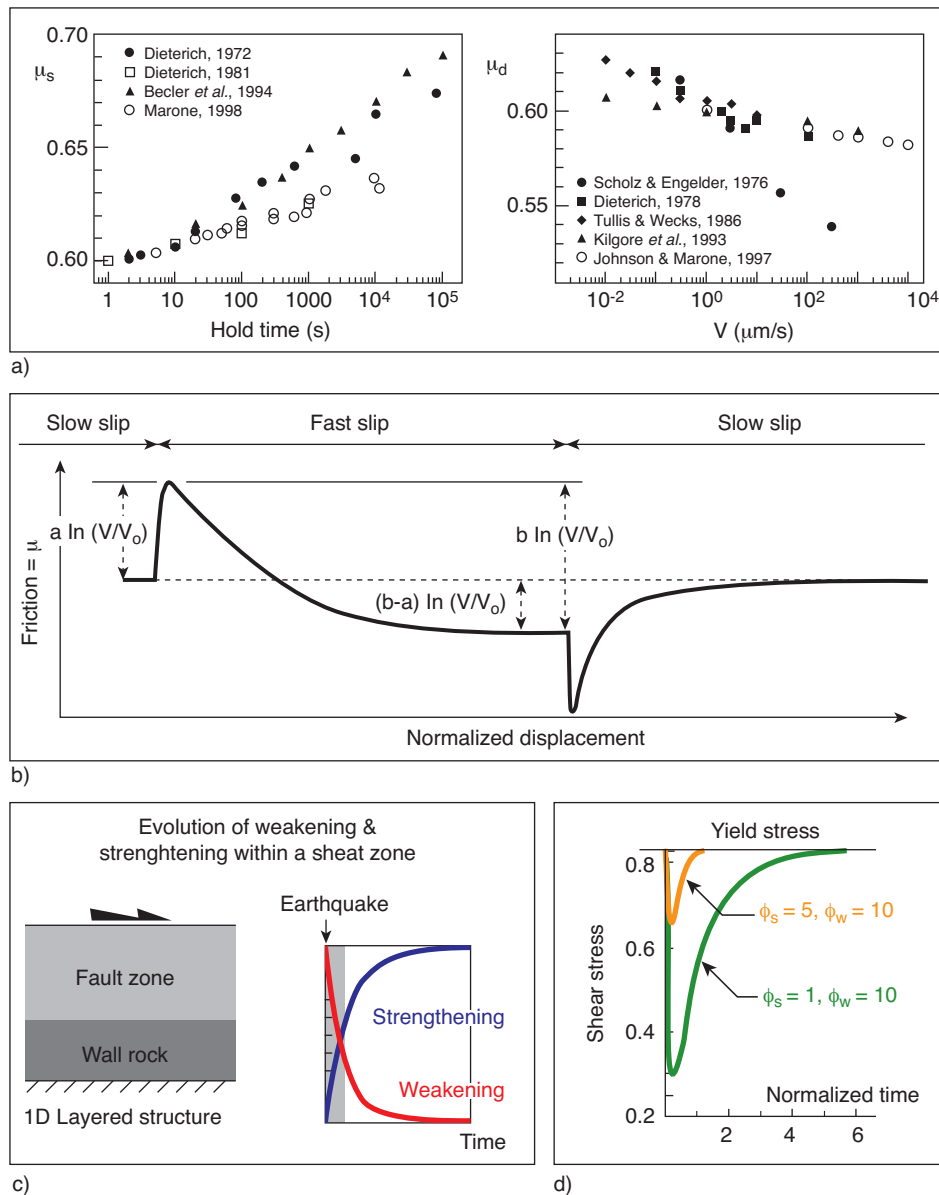 0.70
μs
0.65
0.60
Dieterich, 1972
Dieterich, 1981
Becler et al., 1994
Marone, 1998
1 10 100 1000 10⁴ 10⁵
Hold time (s)
μd
0.60
0.55
Scholz & Engelder, 1976
Dieterich, 1978
Tullis & Wecks, 1986
Kilgore et al., 1993
Johnson & Marone, 1997
10⁻² 10⁰ 10² 10⁴
V (μm/s)
a)
Slow slip Fast slip Slow slip
Friction = μ
a ln (V/Vo)
b ln (V/Vo)
(b-a) ln (V/Vo)
Normalized displacement
b)
Evolution of weakening &
strenghtening within a sheat zone
Fault zone
Wall rock
1D Layered structure
Earthquake
Strengthening
Weakening
Time
c)
Yield stress
Shear stress
0.8
0.6
0.4
0.2
ϕs = 5, ϕw = 10
ϕs = 1, ϕw = 10
Normalized time
2 4 6
d)